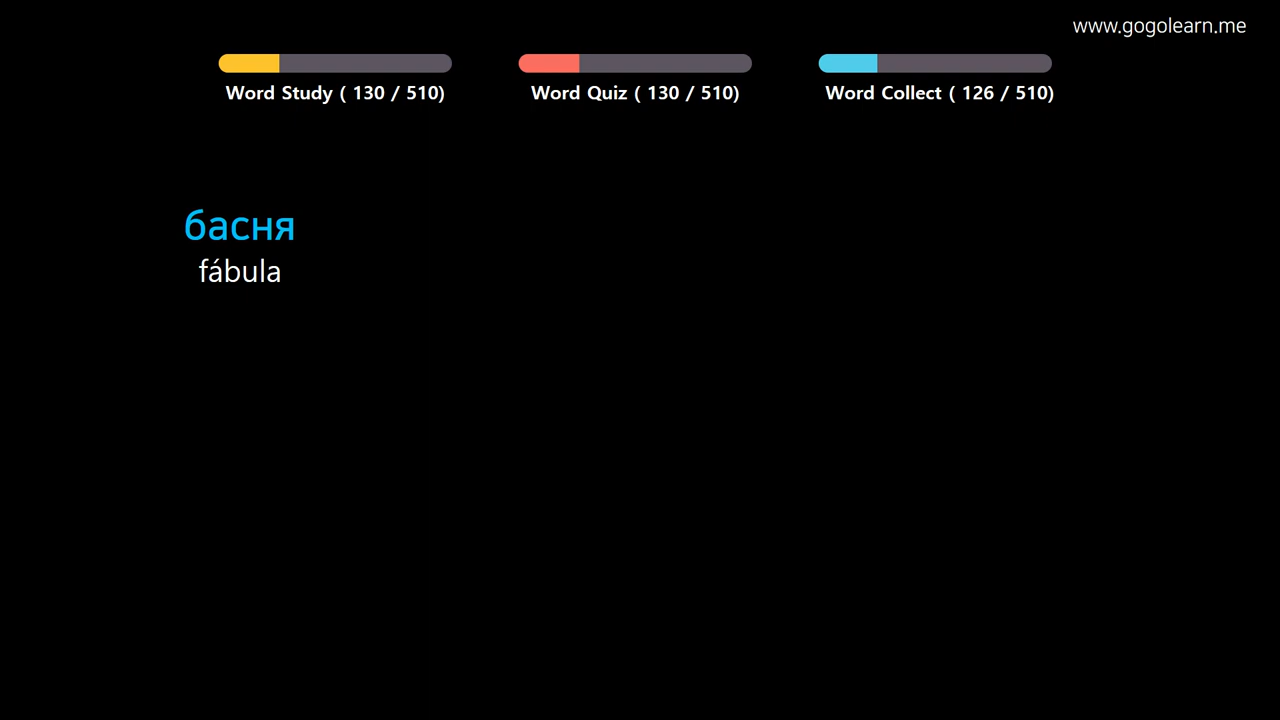 www.gogolearn.me
Word Study ( 130 / 510)
Word Quiz ( 130 / 510)
Word Collect ( 126 / 510)
басня
fábula